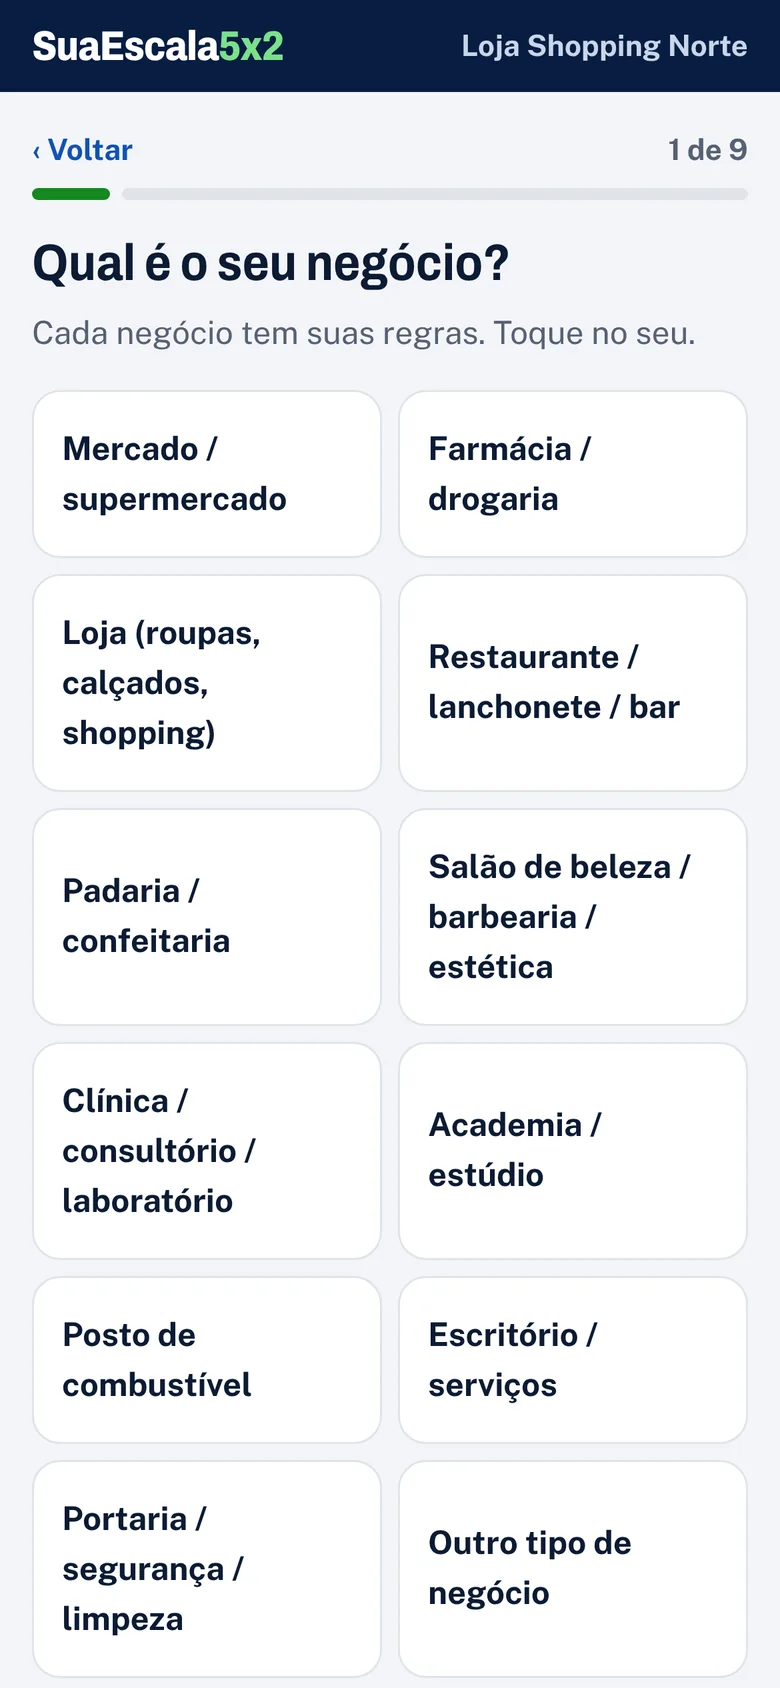 SuaEscala5x2
Loja Shopping Norte
‹ Voltar
1 de 9
Qual é o seu negócio?
Cada negócio tem suas regras. Toque no seu.
Mercado /
supermercado
Farmácia /
drogaria
Loja (roupas,
calçados,
shopping)
Restaurante /
lanchonete / bar
Padaria /
confeitaria
Salão de beleza /
barbearia /
estética
Clínica /
consultório /
laboratório
Academia /
estúdio
Posto de
combustível
Escritório /
serviços
Portaria /
segurança /
limpeza
Outro tipo de
negócio